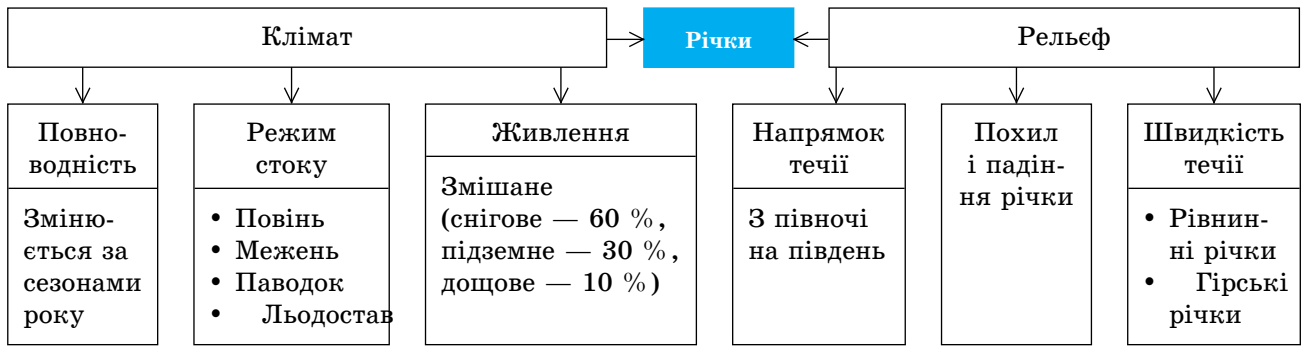 Клімат
Річки
Рельєф
Повно-
водність
Зміню-
ється за
сезонами
року
Режим
стоку
• Повінь
• Межень
• Паводок
• Льодостав
Живлення
Змішане
(снігове — 60 %,
підземне — 30 %,
дощове — 10 %)
Напрямок
течії
З півночі
на південь
Похил
і падін-
ня річки
Швидкість
течії
• Рівнин-
ні річки
• Гірські
річки